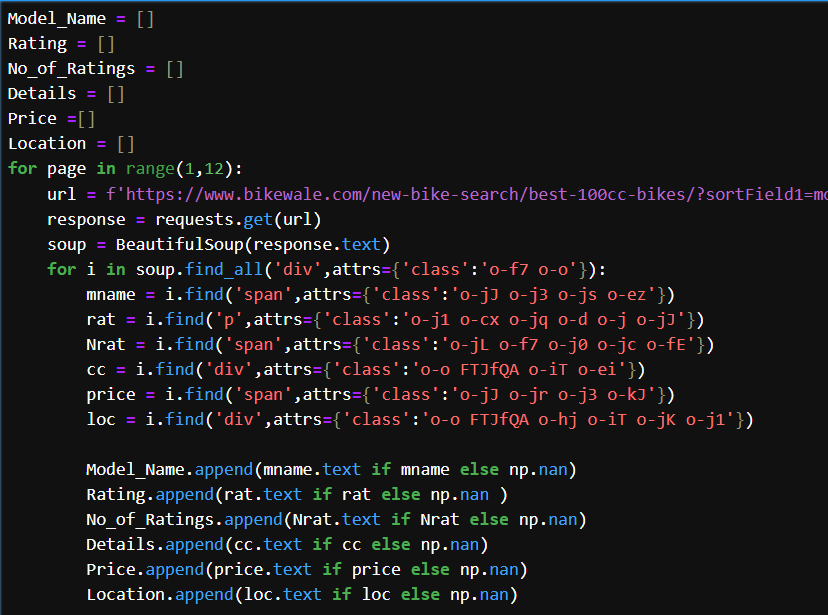 Model_Name = []
Rating = []
No_of_Ratings = []
Details = []
Price =[]
Location = []
for page in range(1,12):
    url = f'https://www.bikewale.com/new-bike-search/best-100cc-bikes/?sortField1=mo
    response = requests.get(url)
    soup = BeautifulSoup(response.text)
    for i in soup.find_all('div',attrs={'class':'o-f7 o-o'}):
        mname = i.find('span',attrs={'class':'o-jJ o-j3 o-js o-ez'})
        rat = i.find('p',attrs={'class':'o-j1 o-cx o-jq o-d o-j o-jJ'})
        Nrat = i.find('span',attrs={'class':'o-jL o-f7 o-j0 o-jc o-fE'})
        cc = i.find('div',attrs={'class':'o-o FTJfQA o-iT o-ei'})
        price = i.find('span',attrs={'class':'o-jJ o-jr o-j3 o-kJ'})
        loc = i.find('div',attrs={'class':'o-o FTJfQA o-hj o-iT o-jK o-j1'})

        Model_Name.append(mname.text if mname else np.nan)
        Rating.append(rat.text if rat else np.nan )
        No_of_Ratings.append(Nrat.text if Nrat else np.nan)
        Details.append(cc.text if cc else np.nan)
        Price.append(price.text if price else np.nan)
        Location.append(loc.text if loc else np.nan)